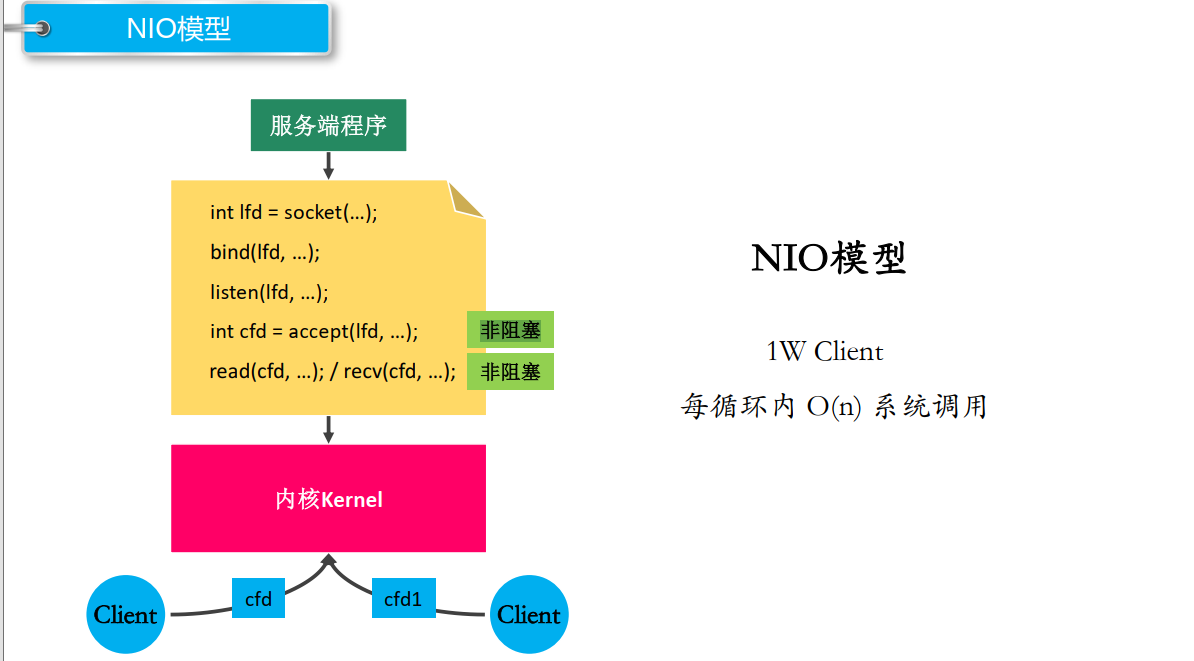 NIO模型
服务端程序
int lfd = socket(…);
bind(lfd, …);
listen(lfd, …);
int cfd = accept(lfd, …);
非阻塞
read(cfd, …); / recv(cfd, …);
非阻塞
内核Kernel
Client
cfd
cfd1
Client
NIO模型
1W Client
每循环内 O(n) 系统调用